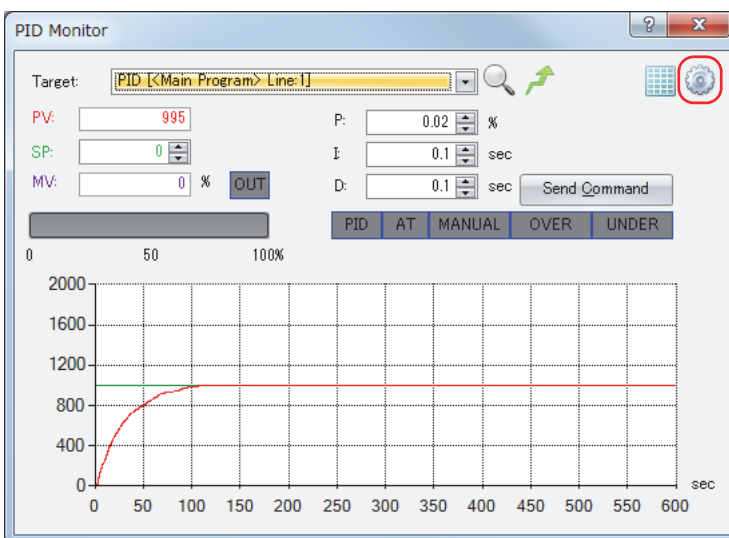 PID Monitor
Target: PID [<Main Program> Line:1]
PV: 995 P: 0.02 %
SP: 0 I: 0.1 sec
MV: 0 % OUT D: 0.1 sec Send Command
PID AT MANUAL OVER UNDER
0 50 100%
2000
1600
1200
800
400
0
sec
0 50 100 150 200 250 300 350 400 450 500 550 600